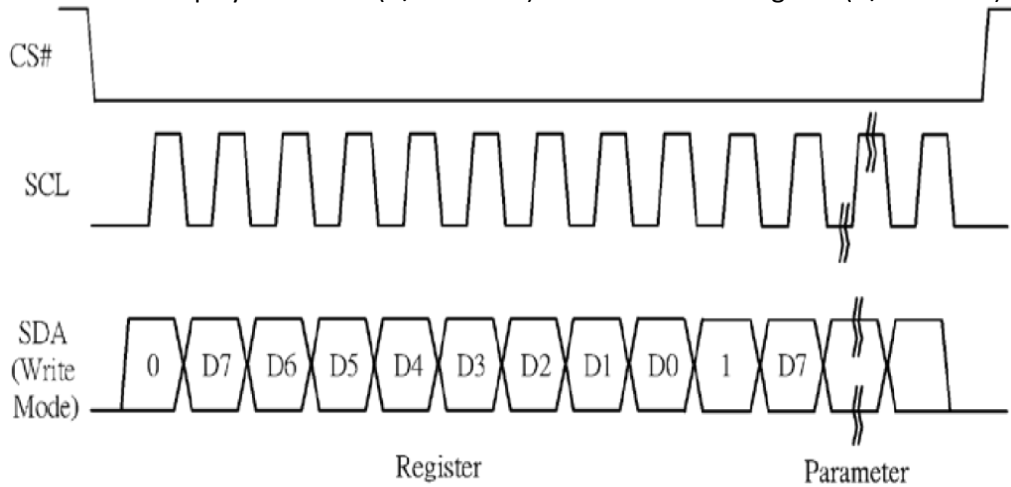 CS#
SCL
SDA
(Write
Mode)
0 D7 D6 D5 D4 D3 D2 D1 D0 1 D7
Register
Parameter